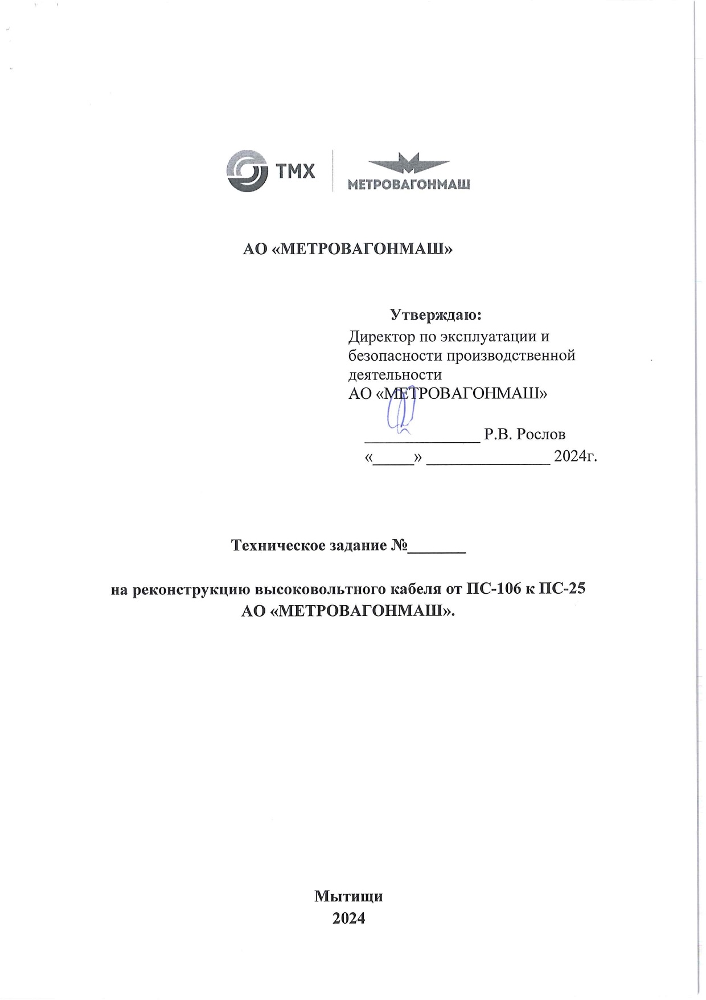 ТМХ
МЕТРОВАГОНМАШ
АО «МЕТРОВАГОНМАШ»
Утверждаю:
Директор по эксплуатации и
безопасности производственной
деятельности
АО «МЕТРОВАГОНМАШ»
______________ Р.В. Рослов
«_____» _______________ 2024г.
Техническое задание №_______
на реконструкцию высоковольтного кабеля от ПС-106 к ПС-25
АО «МЕТРОВАГОНМАШ».
Мытищи
2024